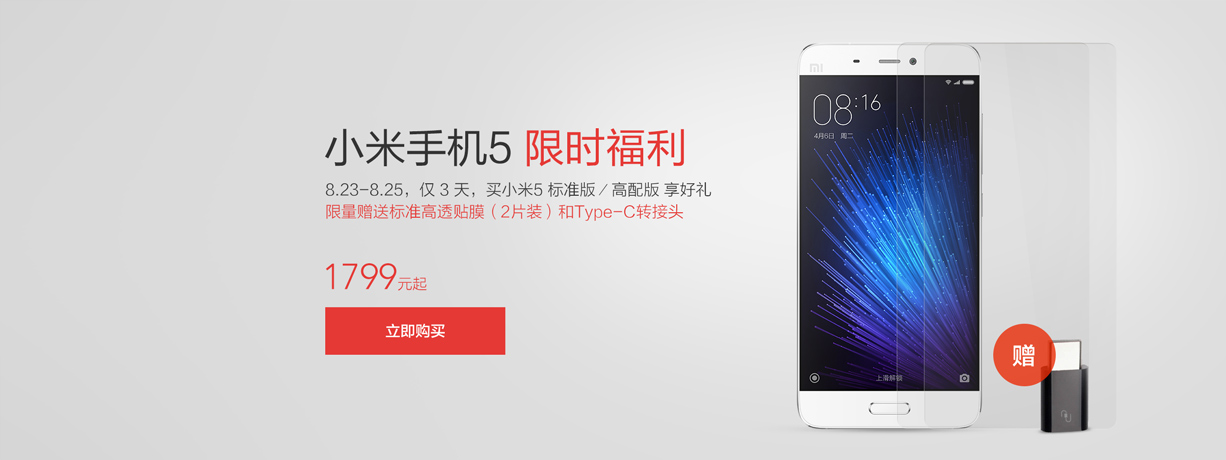 小米手机5 限时福利
8.23-8.25，仅 3 天，买小米5 标准版／高配版 享好礼
限量赠送标准高透贴膜（2片装）和Type-C转接头
1799元起
立即购买
MI
08:16
4月6日 周二
上滑解锁
赠